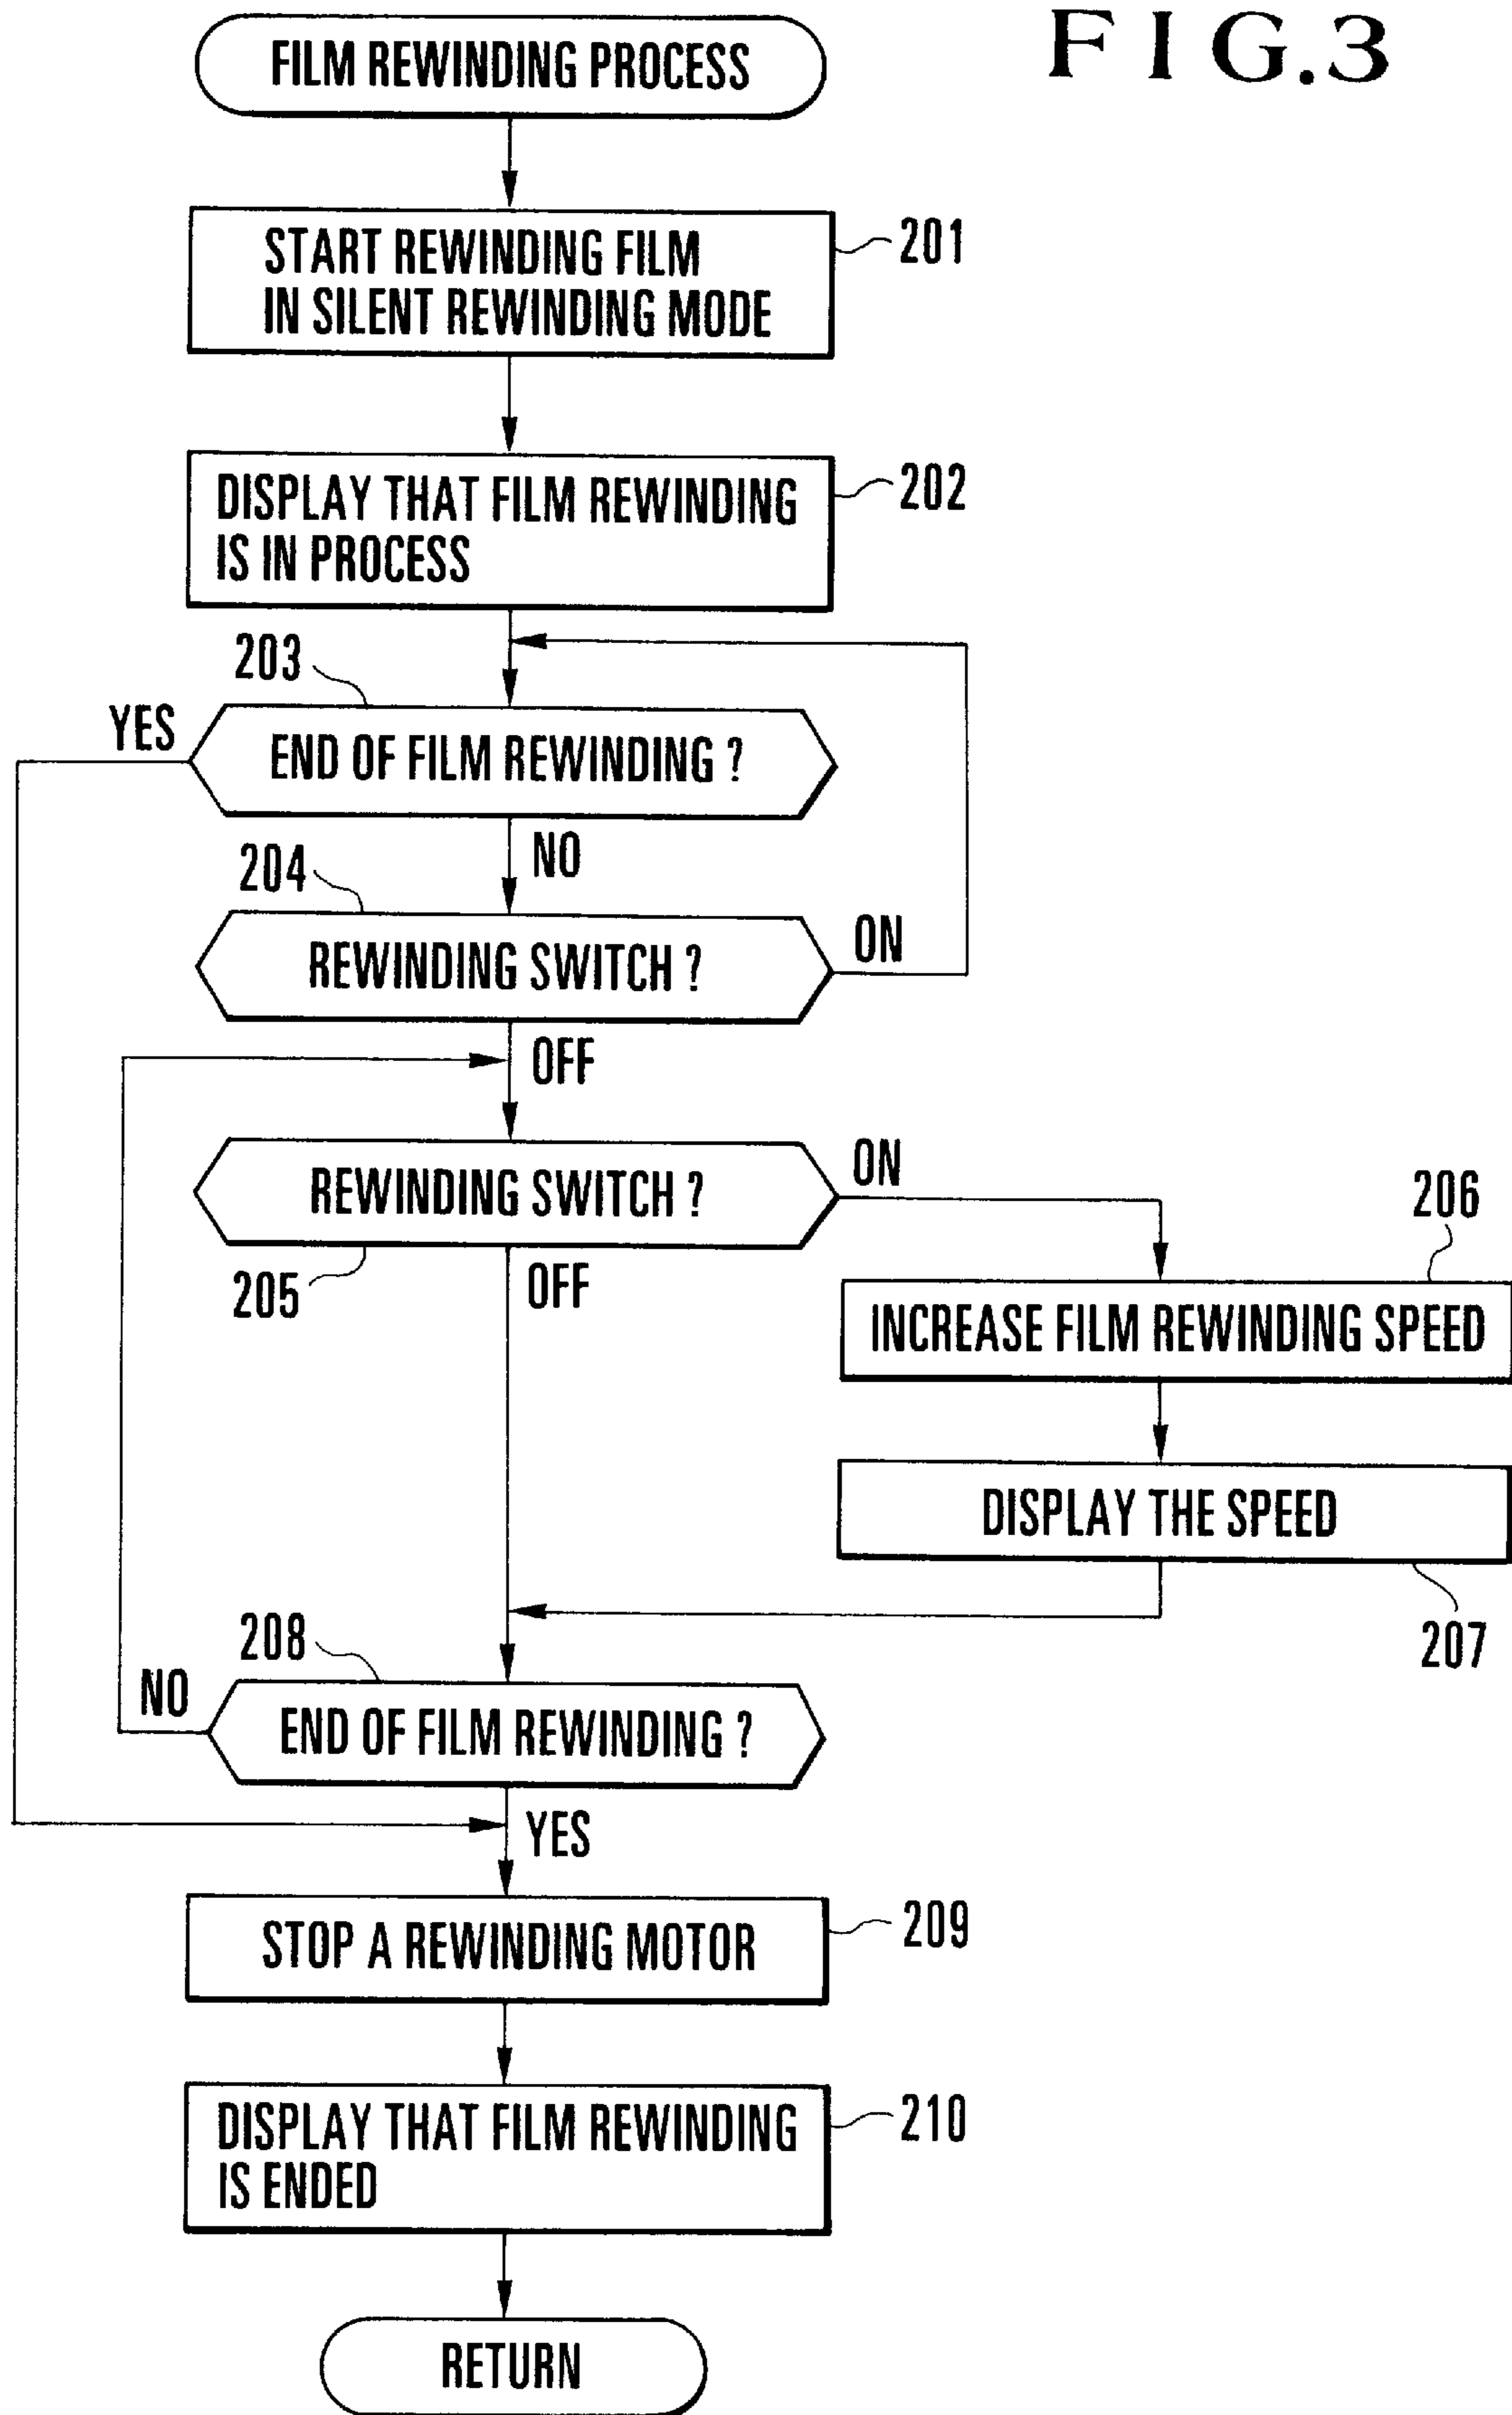 FIG.3
FILM REWINDING PROCESS
START REWINDING FILM
IN SILENT REWINDING MODE
201
DISPLAY THAT FILM REWINDING
IS IN PROCESS
202
203
YES
END OF FILM REWINDING ?
NO
204
REWINDING SWITCH ?
ON
OFF
REWINDING SWITCH ?
ON
205
OFF
206
INCREASE FILM REWINDING SPEED
DISPLAY THE SPEED
207
208
NO
END OF FILM REWINDING ?
YES
STOP A REWINDING MOTOR
209
DISPLAY THAT FILM REWINDING
IS ENDED
210
RETURN